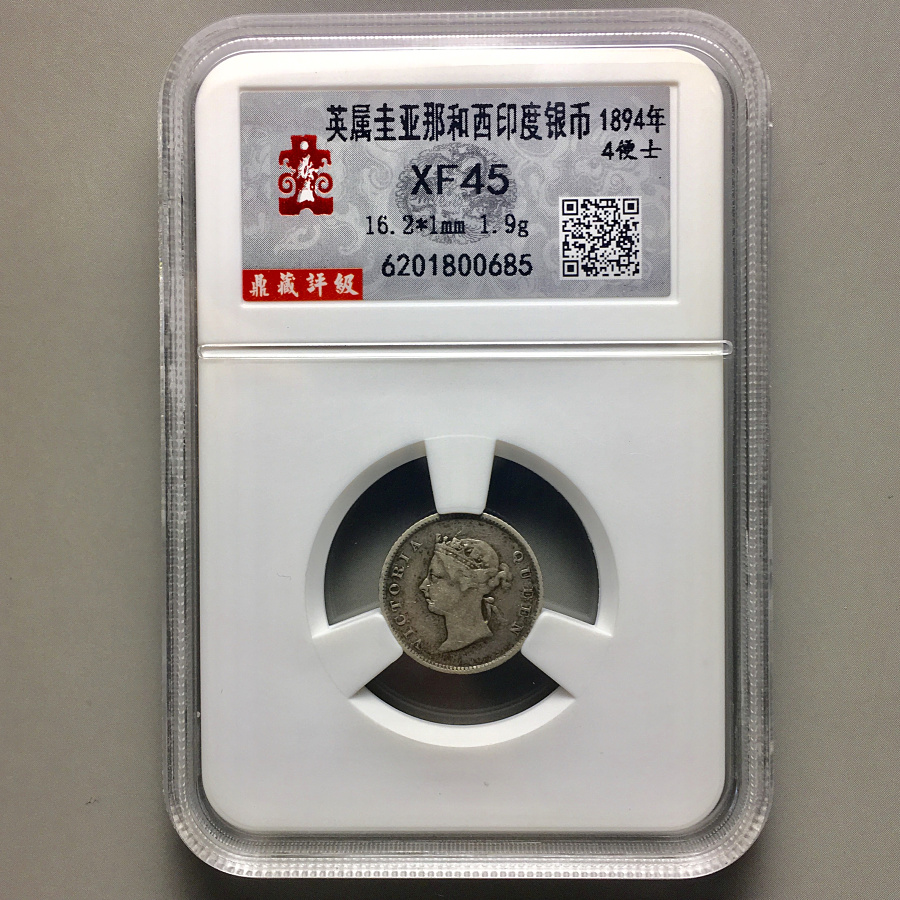 英属圭亚那和西印度银币 1894年
4便士
XF45
16.2*1mm 1.9g
6201800685
鼎藏評級
VICTORIA QUEEN